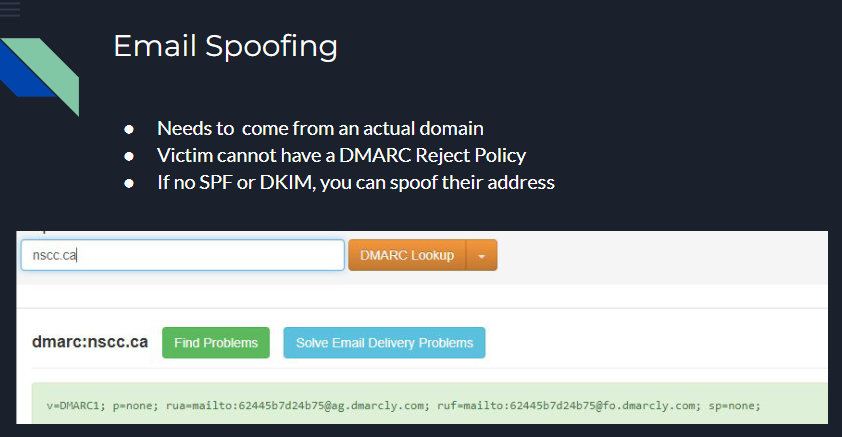 Email Spoofing
● Needs to come from an actual domain
● Victim cannot have a DMARC Reject Policy
● If no SPF or DKIM, you can spoof their address
nscc.ca DMARC Lookup
dmarc:nscc.ca Find Problems Solve Email Delivery Problems
v=DMARC1; p=none; rua=mailto:62445b7d24b75@ag.dmarcly.com; ruf=mailto:62445b7d24b75@fo.dmarcly.com; sp=none;